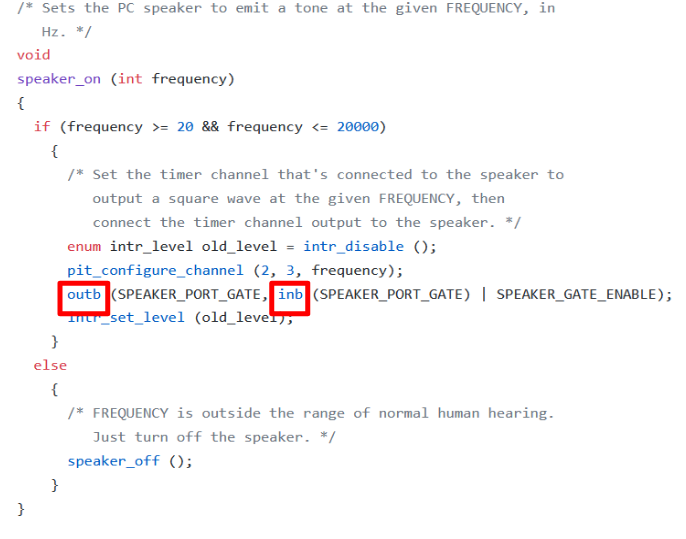 /* Sets the PC speaker to emit a tone at the given FREQUENCY, in
Hz. */
void
speaker_on (int frequency)
{
if (frequency >= 20 && frequency <= 20000)
{
/* Set the timer channel that's connected to the speaker to
output a square wave at the given FREQUENCY, then
connect the timer channel output to the speaker. */
enum intr_level old_level = intr_disable ();
pit_configure_channel (2, 3, frequency);
outb (SPEAKER_PORT_GATE, inb (SPEAKER_PORT_GATE) | SPEAKER_GATE_ENABLE);
intr_set_level (old_level);
}
else
{
/* FREQUENCY is outside the range of normal human hearing.
Just turn off the speaker. */
speaker_off ();
}
}